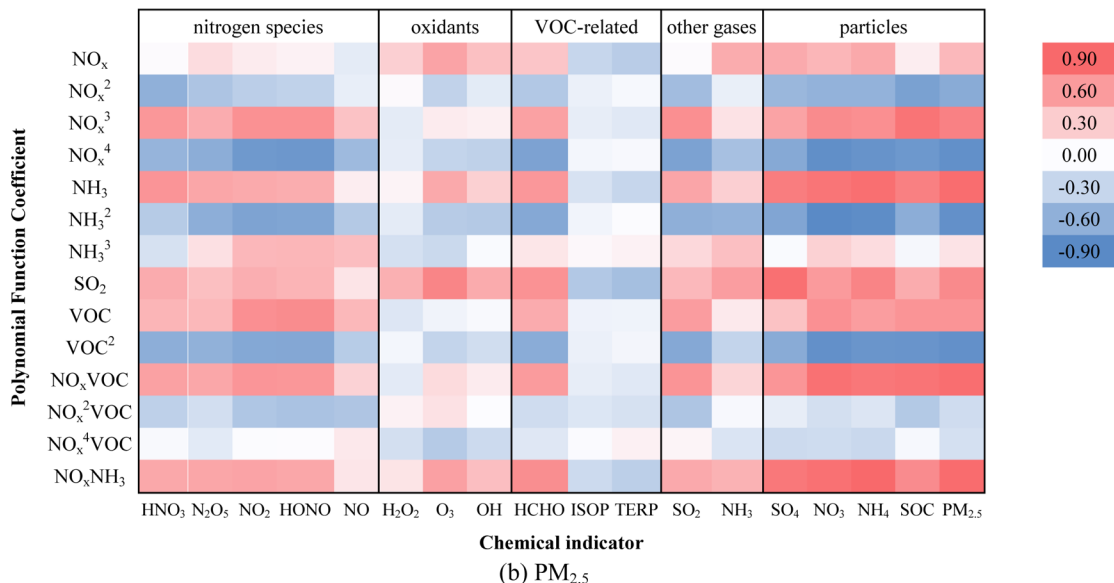 nitrogen species oxidants VOC-related other gases particles
NOₓ
NOₓ²
NOₓ³
NOₓ⁴
NH₃
NH₃²
NH₃³
SO₂
VOC
VOC²
NOₓVOC
NOₓ²VOC
NOₓ⁴VOC
NOₓNH₃
Polynomial Function Coefficient
HNO₃ N₂O₅ NO₂ HONO NO H₂O₂ O₃ OH HCHO ISOP TERP SO₂ NH₃ SO₄ NO₃ NH₄ SOC PM₂.₅
Chemical indicator
(b) PM₂.₅
0.90
0.60
0.30
0.00
-0.30
-0.60
-0.90